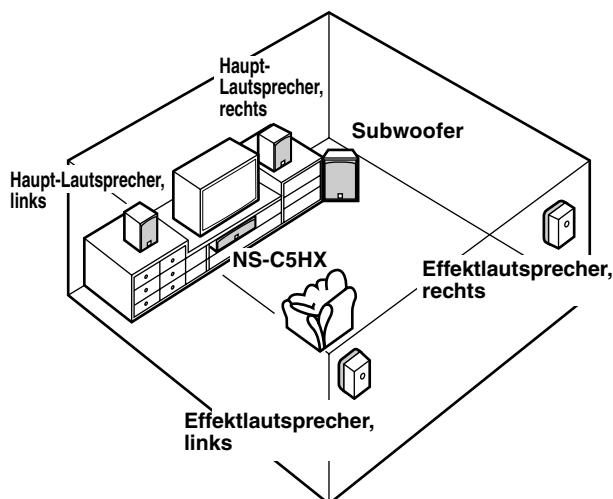 Haupt-
Lautsprecher,
rechts
Subwoofer
Haupt-Lautsprecher,
links
NS-C5HX
Effektlautsprecher,
rechts
Effektlautsprecher,
links